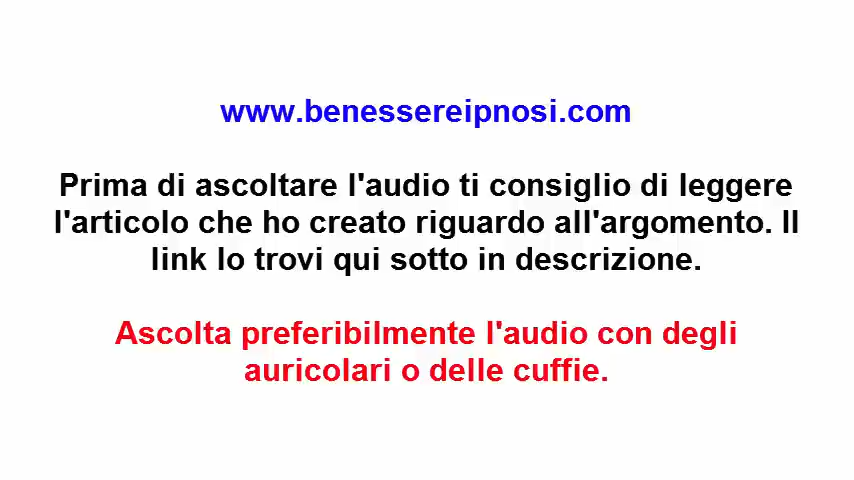 www.benessereipnosi.com
Prima di ascoltare l'audio ti consiglio di leggere
l'articolo che ho creato riguardo all'argomento. Il
link lo trovi qui sotto in descrizione.
Ascolta preferibilmente l'audio con degli
auricolari o delle cuffie.